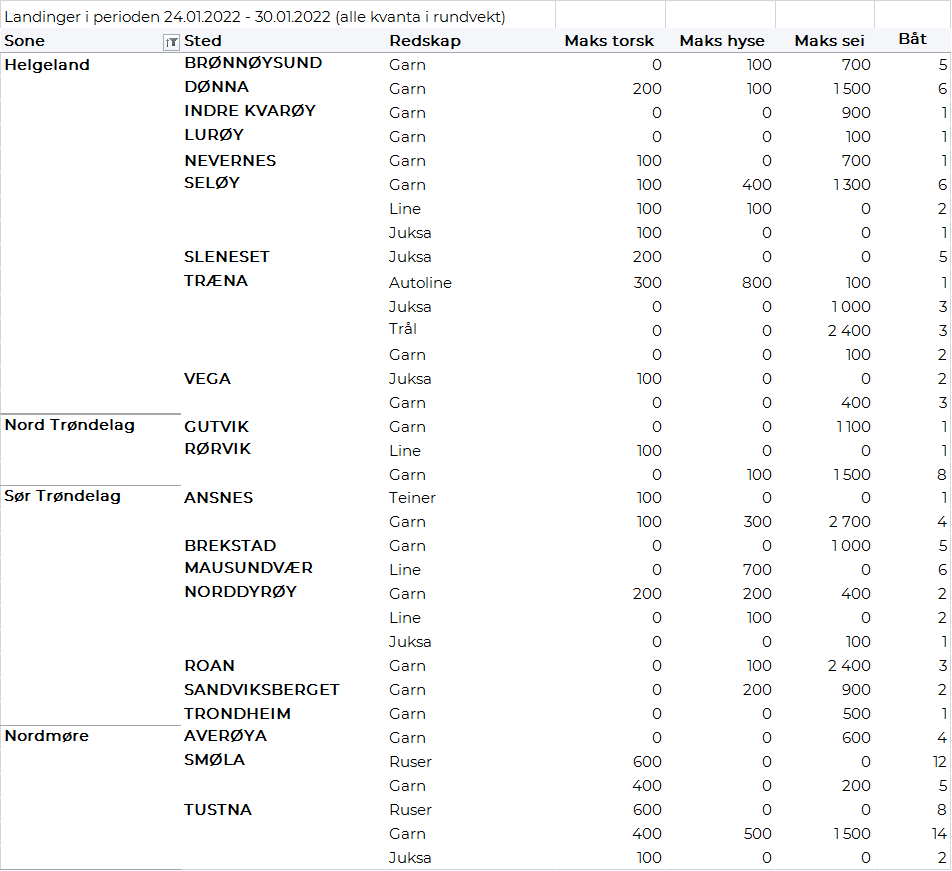 Landinger i perioden 24.01.2022 - 30.01.2022 (alle kvanta i rundvekt)
Sone Sted Redskap Maks torsk Maks hyse Maks sei Båt
Helgeland BRØNNØYSUND Garn 0 100 700 5
DØNNA Garn 200 100 1 500 6
INDRE KVARØY Garn 0 0 900 1
LURØY Garn 0 0 100 1
NEVERNES Garn 100 0 700 1
SELØY Garn 100 400 1 300 6
Line 100 100 0 2
Juksa 100 0 0 1
SLENESET Juksa 200 0 0 5
TRÆNA Autoline 300 800 100 1
Juksa 0 0 1 000 3
Trål 0 0 2 400 3
Garn 0 0 100 2
VEGA Juksa 100 0 0 2
Garn 0 0 400 3
Nord Trøndelag GUTVIK Garn 0 0 1 100 1
RØRVIK Line 100 0 0 1
Garn 0 100 1 500 8
Sør Trøndelag ANSNES Teiner 100 0 0 1
Garn 100 300 2 700 4
BREKSTAD Garn 0 0 1 000 5
MAUSUNDVÆR Line 0 700 0 6
NORDDYRØY Garn 200 200 400 2
Line 0 100 0 2
Juksa 0 0 100 1
ROAN Garn 0 100 2 400 3
SANDVIKSBERGET Garn 0 200 900 2
TRONDHEIM Garn 0 0 500 1
Nordmøre AVERØYA Garn 0 0 600 4
SMØLA Ruser 600 0 0 12
Garn 400 0 200 5
TUSTNA Ruser 600 0 0 8
Garn 400 500 1 500 14
Juksa 100 0 0 2